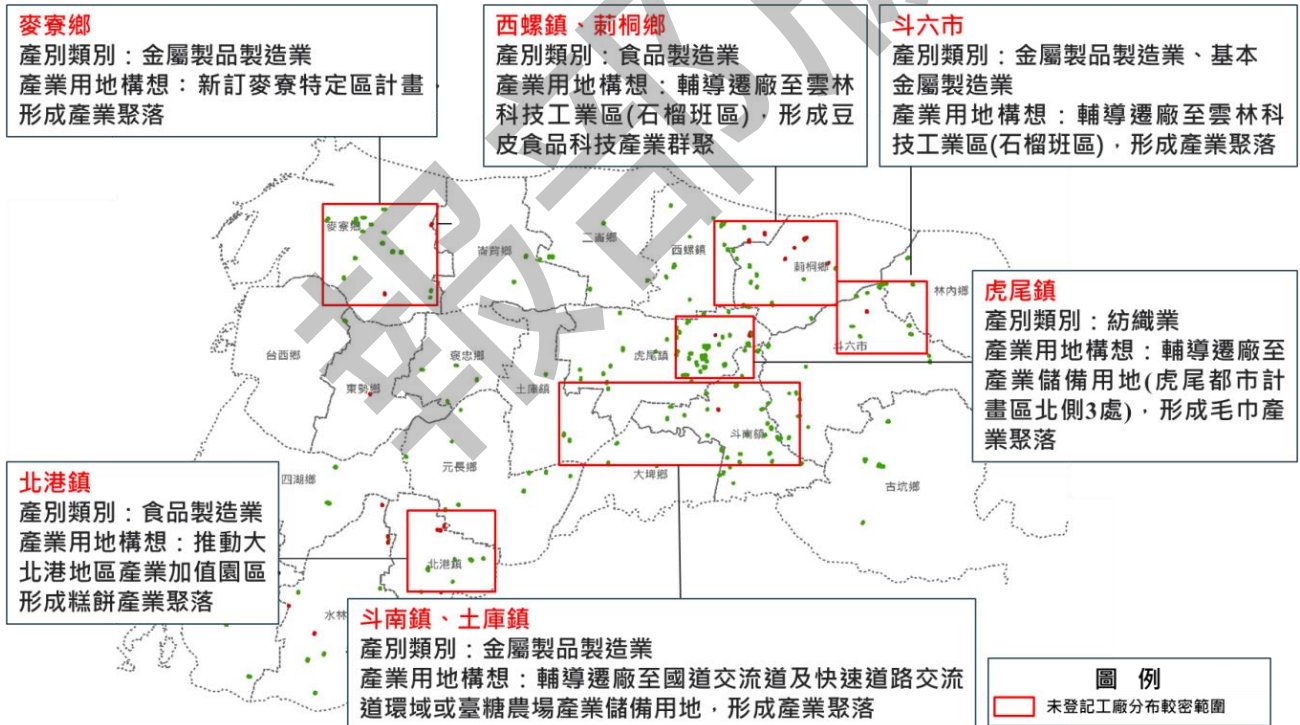 麥寮鄉
產別類別：金屬製品製造業
產業用地構想：新訂麥寮特定區計畫，
形成產業聚落
西螺鎮、莿桐鄉
產別類別：食品製造業
產業用地構想：輔導遷廠至雲林
科技工業區(石榴班區)，形成豆
皮食品科技產業群聚
斗六市
產別類別：金屬製品製造業、基本
金屬製造業
產業用地構想：輔導遷廠至雲林科
技工業區(石榴班區)，形成產業聚落
麥寮鄉
崙背鄉
二崙鄉
西螺鎮
莿桐鄉
林內鄉
台西鄉
東勢鄉
褒忠鄉
土庫鎮
虎尾鎮
斗六市
虎尾鎮
產別類別：紡織業
產業用地構想：輔導遷廠至
產業儲備用地(虎尾都市計
畫區北側3處)，形成毛巾產
業聚落
四湖鄉
元長鄉
大埤鄉
斗南鎮
古坑鄉
北港鎮
產別類別：食品製造業
產業用地構想：推動大
北港地區產業加值園區
形成糕餅產業聚落
北港鎮
水林
斗南鎮、土庫鎮
產別類別：金屬製品製造業
產業用地構想：輔導遷廠至國道交流道及快速道路交流
道環域或臺糖農場產業儲備用地，形成產業聚落
圖 例
未登記工廠分布較密範圍